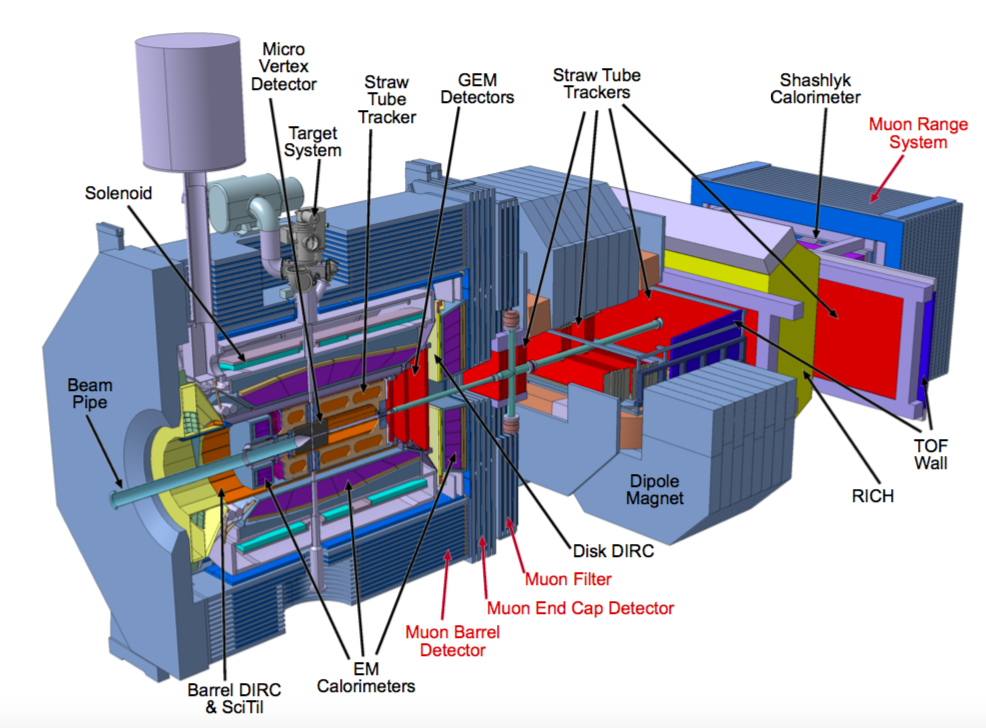 Micro
Vertex
Detector
Straw
Tube
Tracker
GEM
Detectors
Straw Tube
Trackers
Shashlyk
Calorimeter
Muon Range
System
Target
System
Solenoid
Beam
Pipe
TOF
Wall
RICH
Dipole
Magnet
Disk DIRC
Muon Filter
Muon End Cap Detector
Muon Barrel
Detector
EM
Calorimeters
Barrel DIRC
& SciTil